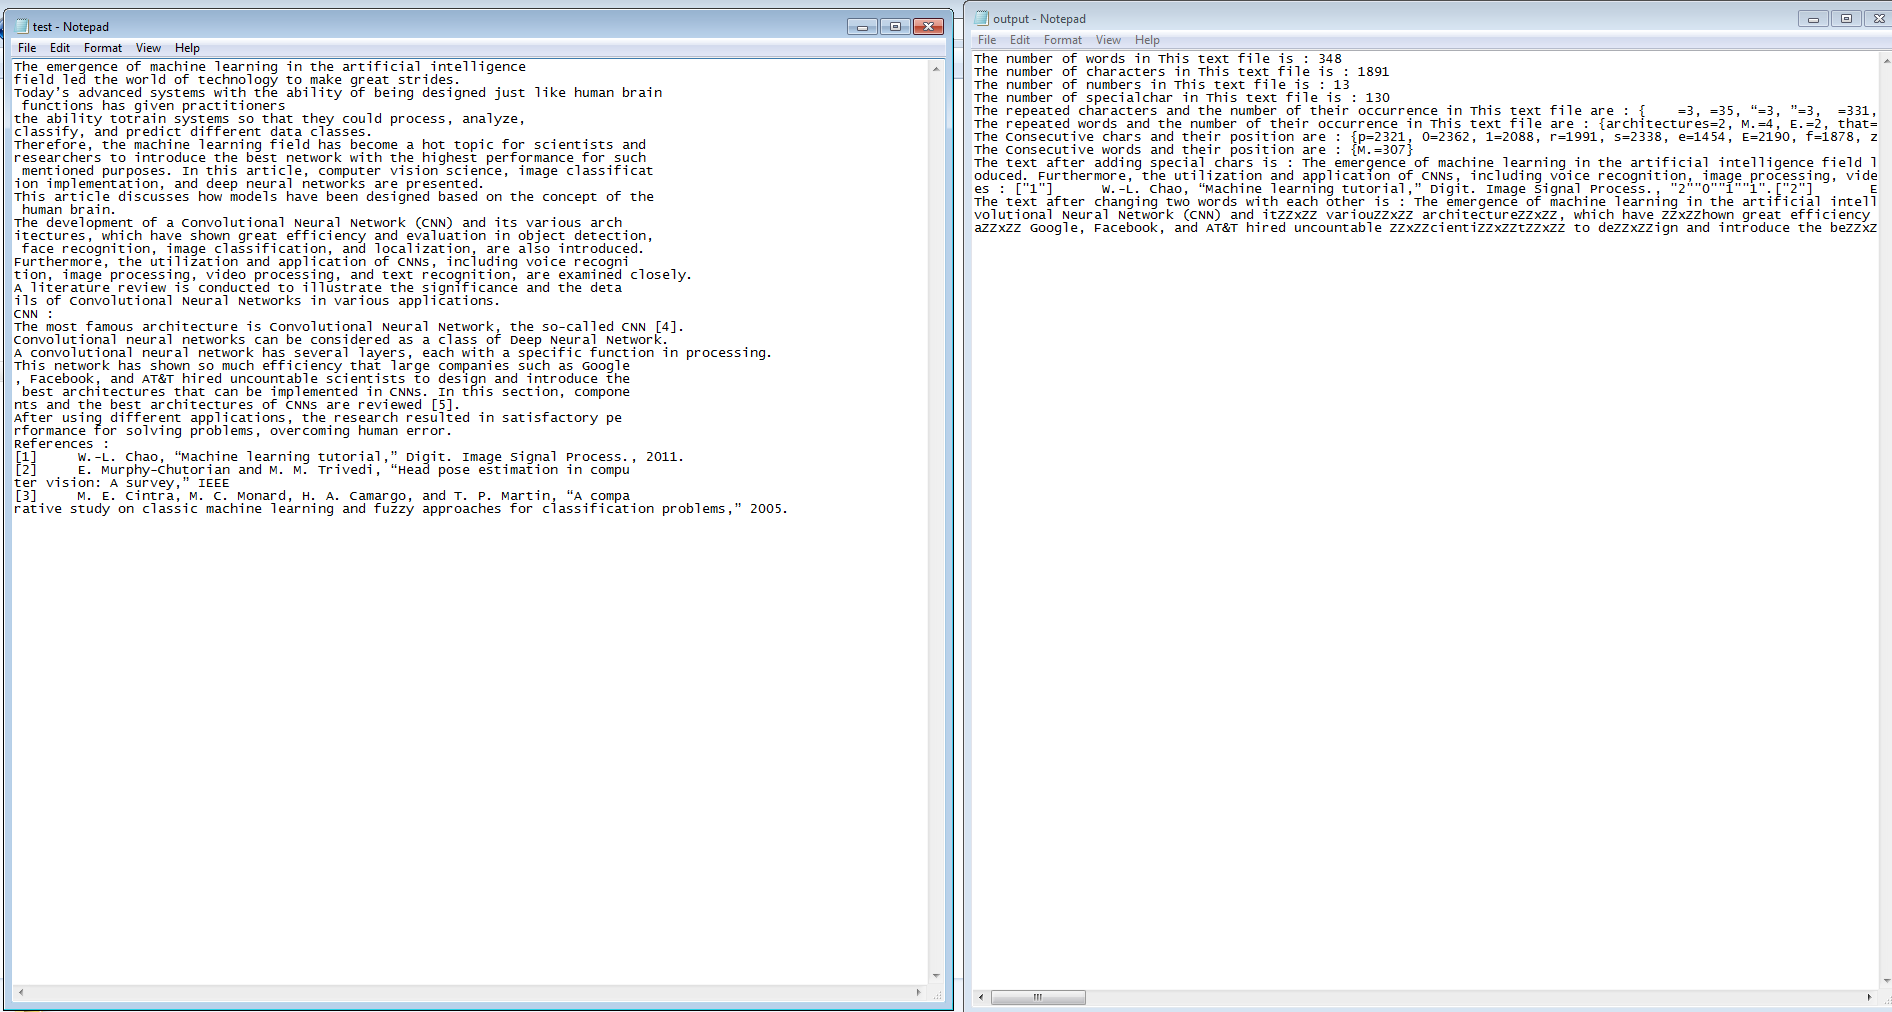 test - Notepad
File Edit Format View Help
The emergence of machine learning in the artificial intelligence
field led the world of technology to make great strides.
Today’s advanced systems with the ability of being designed just like human brain
functions has given practitioners
the ability totrain systems so that they could process, analyze,
classify, and predict different data classes.
Therefore, the machine learning field has become a hot topic for scientists and
researchers to introduce the best network with the highest performance for such
mentioned purposes. In this article, computer vision science, image classificat
ion implementation, and deep neural networks are presented.
This article discusses how models have been designed based on the concept of the
human brain.
The development of a Convolutional Neural Network (CNN) and its various arch
itectures, which have shown great efficiency and evaluation in object detection,
face recognition, image classification, and localization, are also introduced.
Furthermore, the utilization and application of CNNs, including voice recogni
tion, image processing, video processing, and text recognition, are examined closely.
A literature review is conducted to illustrate the significance and the deta
ils of Convolutional Neural Networks in various applications.
CNN :
The most famous architecture is Convolutional Neural Network, the so-called CNN [4].
Convolutional neural networks can be considered as a class of Deep Neural Network.
A convolutional neural network has several layers, each with a specific function in processing.
This network has shown so much efficiency that large companies such as Google
, Facebook, and AT&T hired uncountable scientists to design and introduce the
best architectures that can be implemented in CNNs. In this section, compone
nts and the best architectures of CNNs are reviewed [5].
After using different applications, the research resulted in satisfactory pe
rformance for solving problems, overcoming human error.
References :
[1] W.-L. Chao, “Machine learning tutorial,” Digit. Image Signal Process., 2011.
[2] E. Murphy-Chutorian and M. M. Trivedi, “Head pose estimation in compu
ter vision: A survey,” IEEE
[3] M. E. Cintra, M. C. Monard, H. A. Camargo, and T. P. Martin, “A compa
rative study on classic machine learning and fuzzy approaches for classification problems,” 2005.
output - Notepad
File Edit Format View Help
The number of words in This text file is : 348
The number of characters in This text file is : 1891
The number of numbers in This text file is : 13
The number of specialchar in This text file is : 130
The repeated characters and the number of their occurrence in This text file are : { =3, =35, “=3, ”=3, =331,
The repeated words and the number of their occurrence in This text file are : {architectures=2, M.=4, E.=2, that=
The Consecutive chars and their position are : {p=2321, 0=2362, 1=2088, r=1991, s=2338, e=1454, E=2190, f=1878, z
The Consecutive words and their position are : {M.=307}
The text after adding special chars is : The emergence of machine learning in the artificial intelligence field l
oduced. Furthermore, the utilization and application of CNNs, including voice recognition, image processing, vide
es : ["1"] W.-L. Chao, “Machine learning tutorial,” Digit. Image Signal Process., "2""0""1""1".["2"] E
The text after changing two words with each other is : The emergence of machine learning in the artificial intell
volutional Neural Network (CNN) and itZZxZZ variouZZxZZ architectureZZxZZ, which have ZZxZZhown great efficiency
aZZxZZ Google, Facebook, and AT&T hired uncountable ZZxZZcientiZZxZZtZZxZZ to deZZxZZign and introduce the beZZxZ